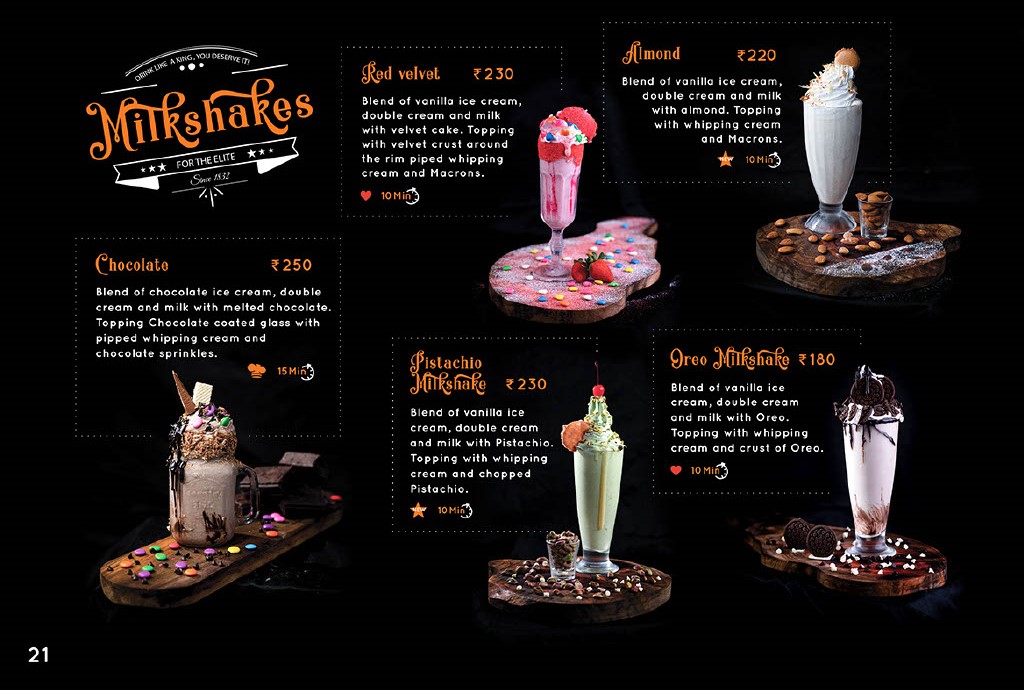 DRINK LIKE A KING, YOU DESERVE IT!
Milkshakes
FOR THE ELITE
Since 1832
Red velvet ₹230
Blend of vanilla ice cream,
double cream and milk
with velvet cake. Topping
with velvet crust around
the rim piped whipping
cream and Macrons.
10 Min
Almond ₹220
Blend of vanilla ice cream,
double cream and milk
with almond. Topping
with whipping cream
and Macrons.
10 Min
Chocolate ₹250
Blend of chocolate ice cream, double
cream and milk with melted chocolate.
Topping Chocolate coated glass with
pipped whipping cream and
chocolate sprinkles.
15 Min
Pistachio
Milkshake ₹230
Blend of vanilla ice
cream, double cream
and milk with Pistachio.
Topping with whipping
cream and chopped
Pistachio.
10 Min
Oreo Milkshake ₹180
Blend of vanilla ice
cream, double cream
and milk with Oreo.
Topping with whipping
cream and crust of Oreo.
10 Min
21